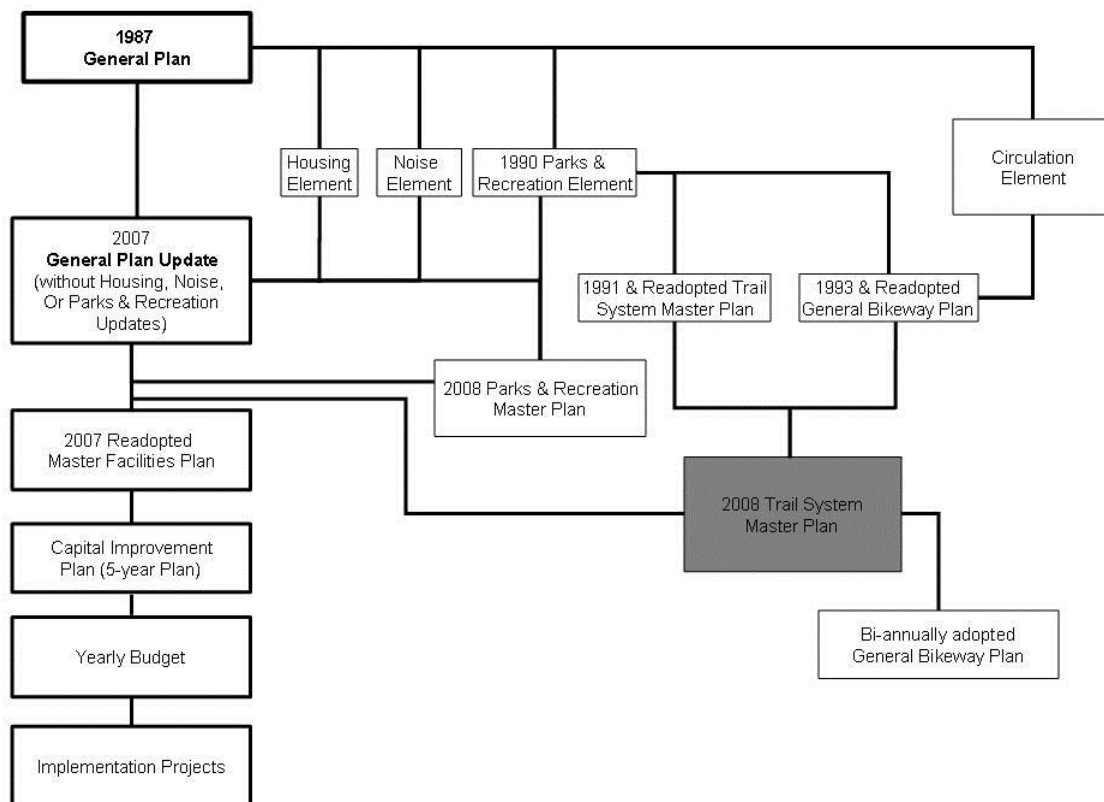 1987
General Plan
Housing
Element
Noise
Element
1990 Parks &
Recreation Element
Circulation
Element
2007
General Plan Update
(without Housing, Noise,
Or Parks & Recreation
Updates)
1991 & Readopted Trail
System Master Plan
1993 & Readopted
General Bikeway Plan
2008 Parks & Recreation
Master Plan
2007 Readopted
Master Facilities Plan
2008 Trail System
Master Plan
Capital Improvement
Plan (5-year Plan)
Bi-annually adopted
General Bikeway Plan
Yearly Budget
Implementation Projects